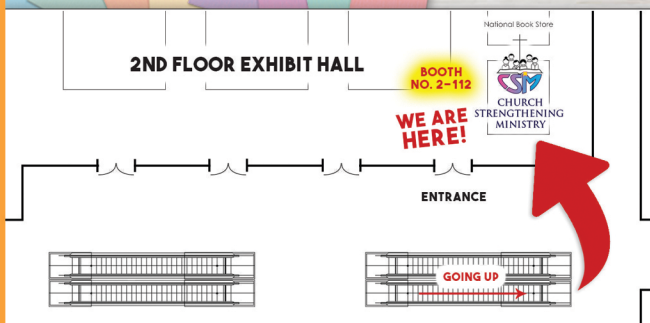 National Book Store
2ND FLOOR EXHIBIT HALL
BOOTH
NO. 2-112
CSM
CHURCH
STRENGTHENING
MINISTRY
WE ARE
HERE!
ENTRANCE
GOING UP